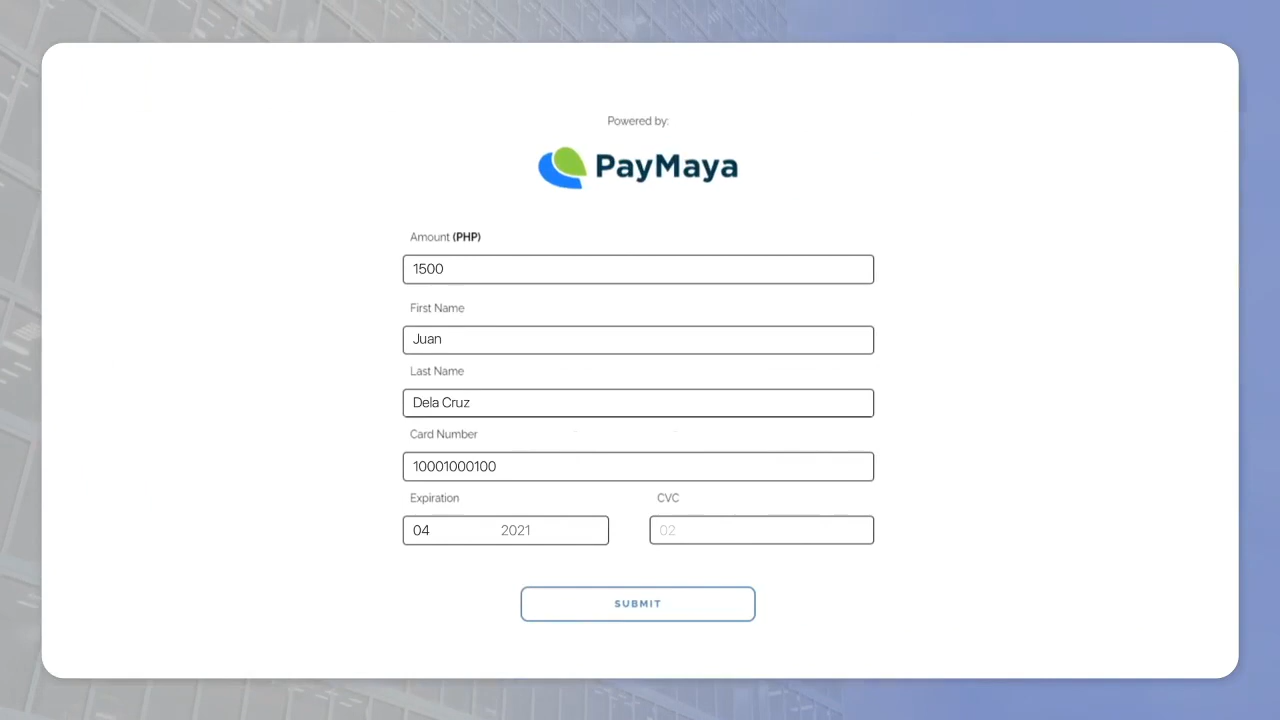 Powered by:
PayMaya
Amount (PHP)
1500
First Name
Juan
Last Name
Dela Cruz
Card Number
10001000100
Expiration CVC
04 2021 02
SUBMIT